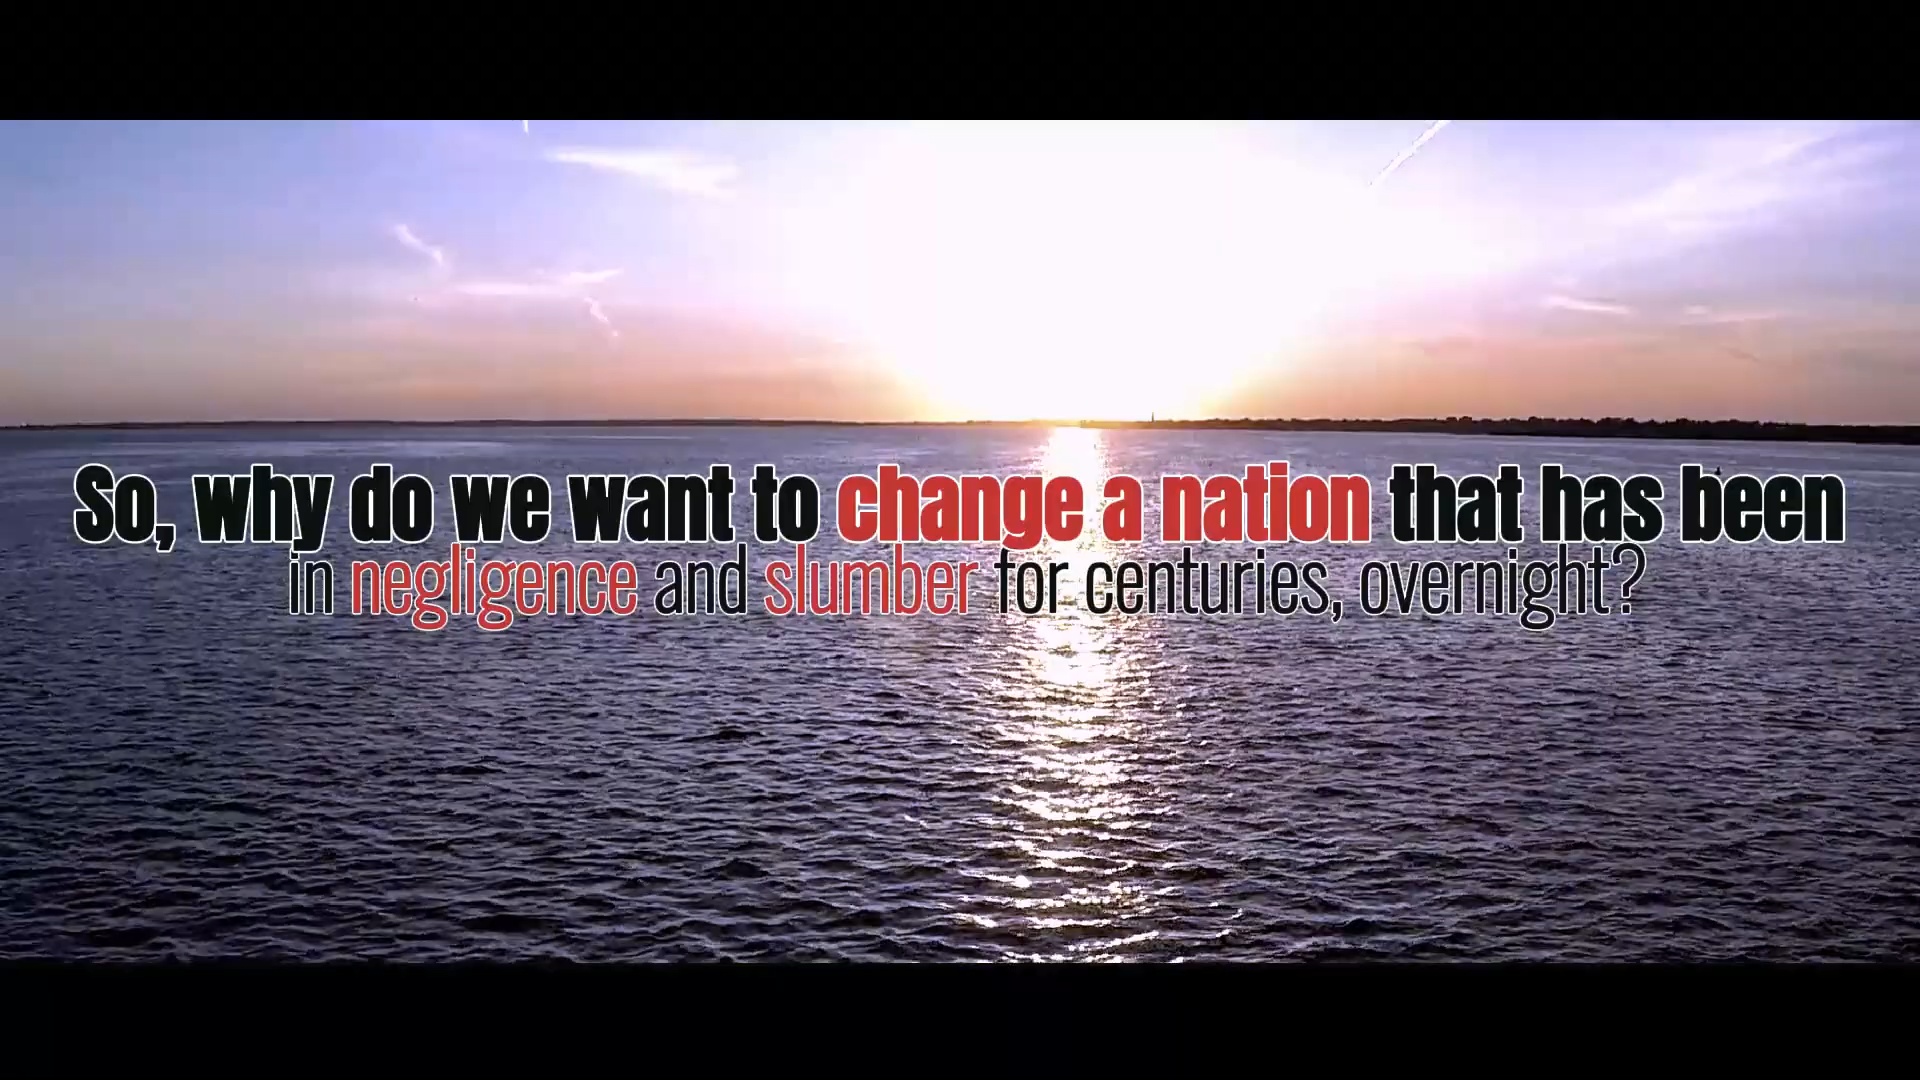 So, why do we want to change a nation that has been
in negligence and slumber for centuries, overnight?